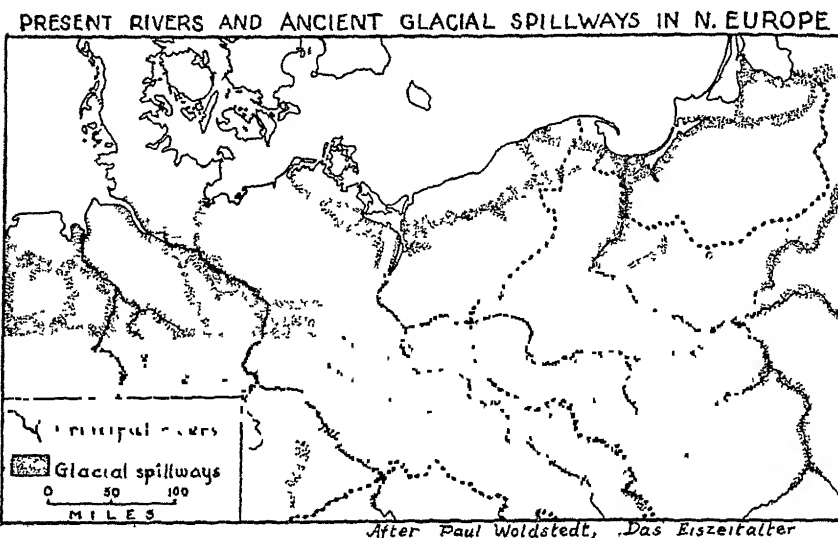 PRESENT RIVERS AND ANCIENT GLACIAL SPILLWAYS IN N. EUROPE
Glacial spillways
0 50 100
MILES
After Paul Woldstedt, Das Eiszeitalter